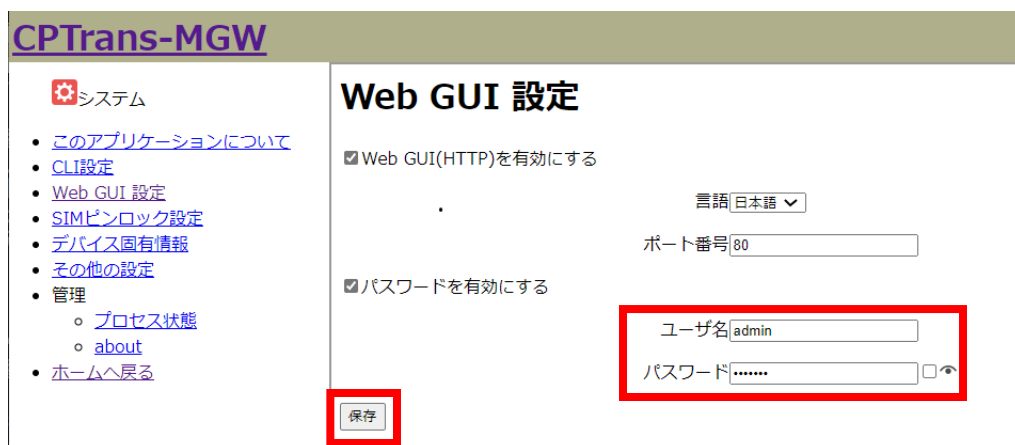 CPTrans-MGW
システム
このアプリケーションについて
CLI設定
Web GUI 設定
SIMピンロック設定
デバイス固有情報
その他の設定
管理
プロセス状態
about
ホームへ戻る
Web GUI 設定
Web GUI(HTTP)を有効にする
言語 日本語
ポート番号 80
パスワードを有効にする
ユーザ名 admin
パスワード •••••••
保存